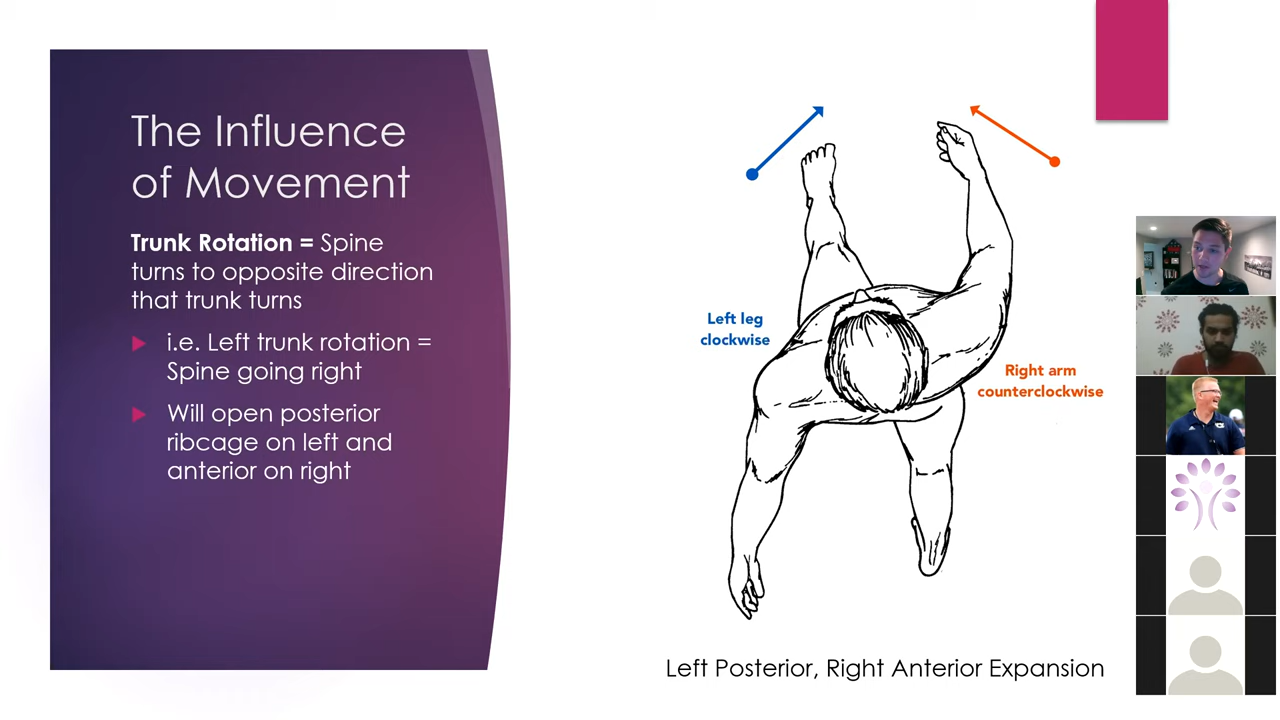 The Influence
of Movement
Trunk Rotation = Spine
turns to opposite direction
that trunk turns
i.e. Left trunk rotation =
Spine going right
Will open posterior
ribcage on left and
anterior on right
Left leg
clockwise
Right arm
counterclockwise
Left Posterior, Right Anterior Expansion